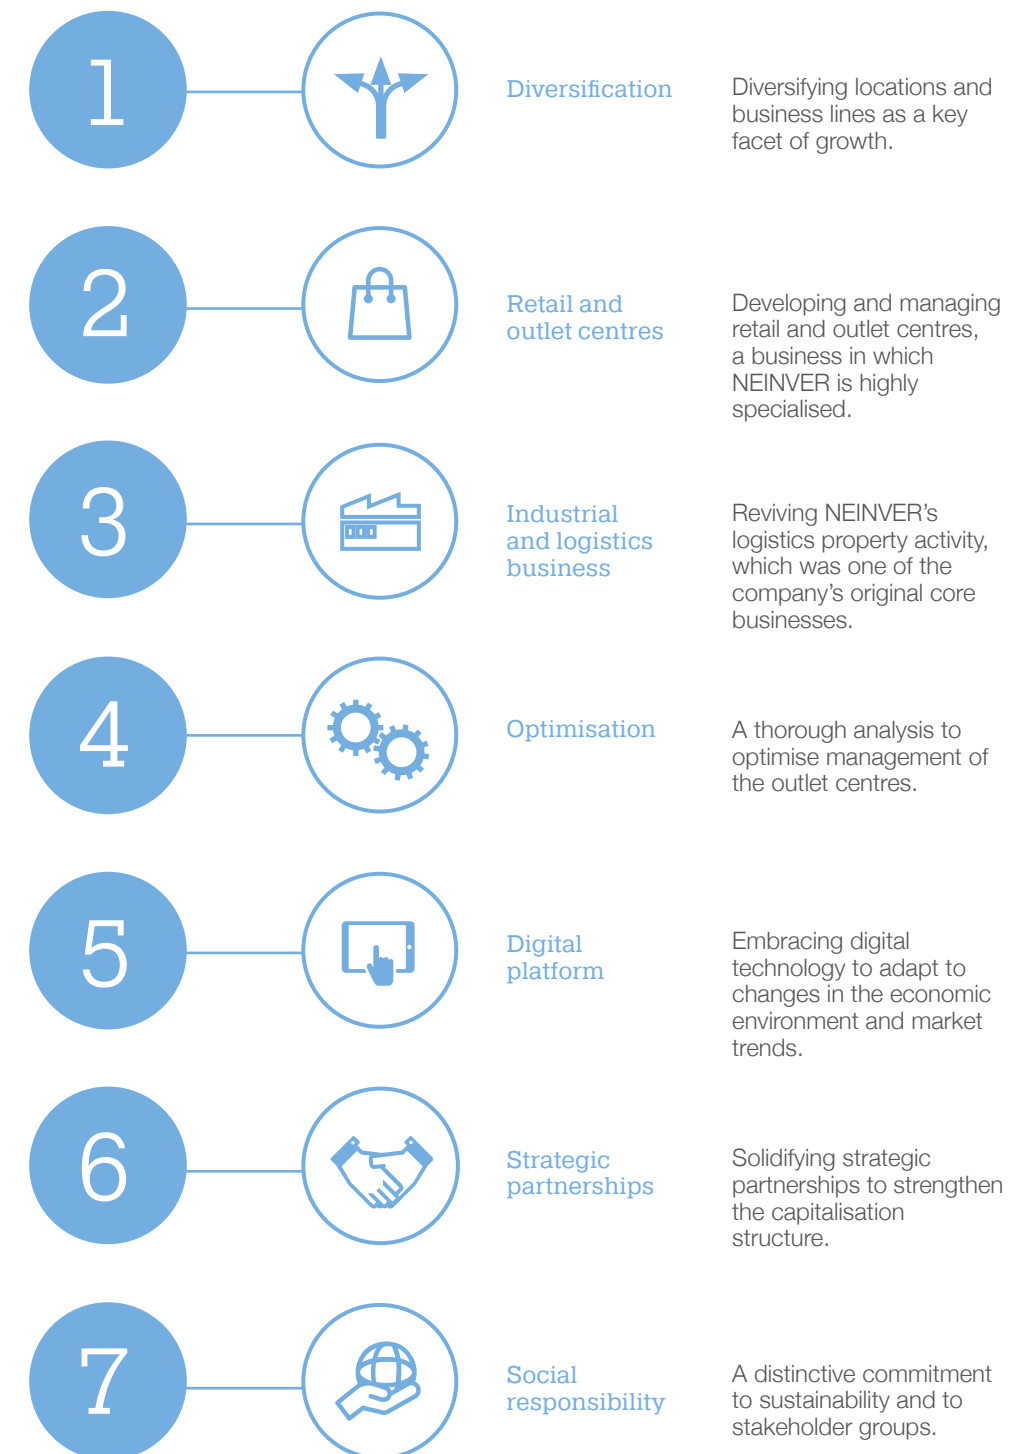 1
Diversification
Diversifying locations and
business lines as a key
facet of growth.
2
Retail and
outlet centres
Developing and managing
retail and outlet centres,
a business in which
NEINVER is highly
specialised.
3
Industrial
and logistics
business
Reviving NEINVER’s
logistics property activity,
which was one of the
company’s original core
businesses.
4
Optimisation
A thorough analysis to
optimise management of
the outlet centres.
5
Digital
platform
Embracing digital
technology to adapt to
changes in the economic
environment and market
trends.
6
Strategic
partnerships
Solidifying strategic
partnerships to strengthen
the capitalisation
structure.
7
Social
responsibility
A distinctive commitment
to sustainability and to
stakeholder groups.